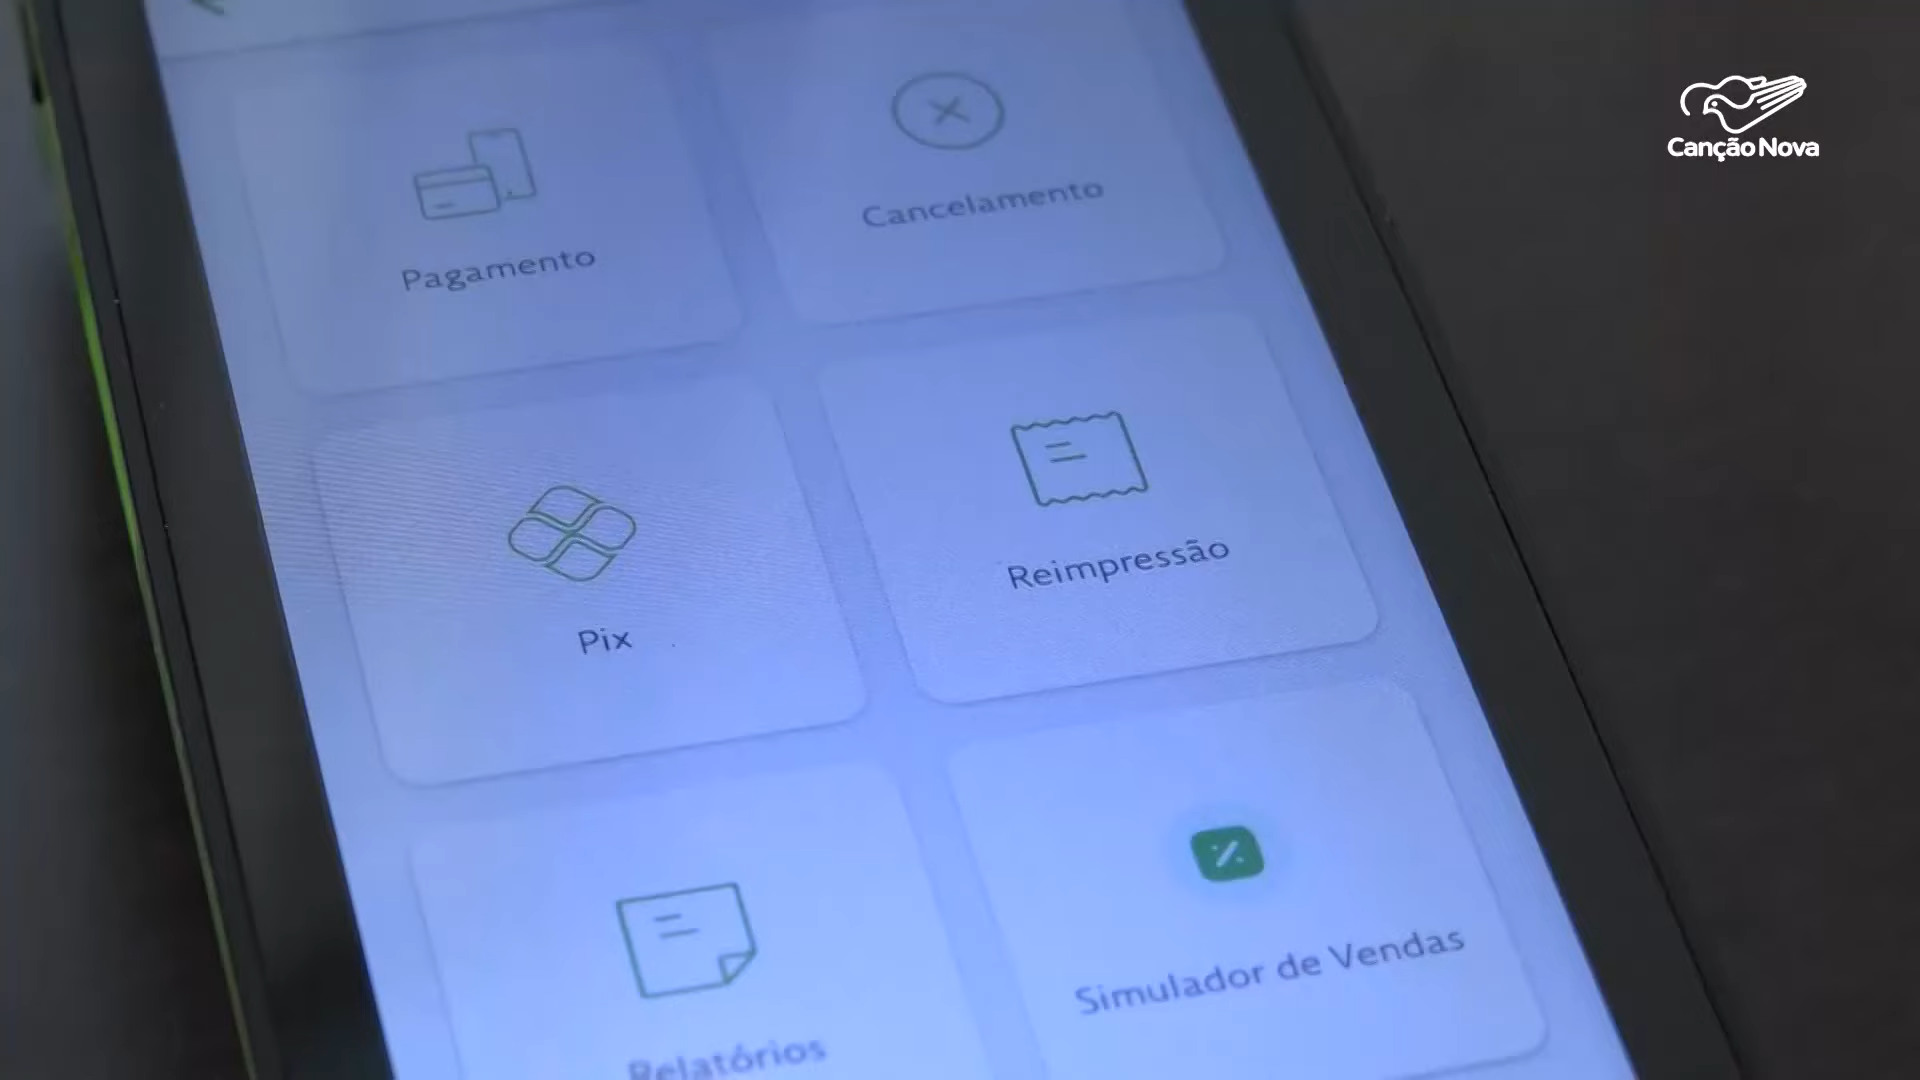 Canção Nova
Pagamento
Cancelamento
Pix
Reimpressão
Relatórios
Simulador de Vendas